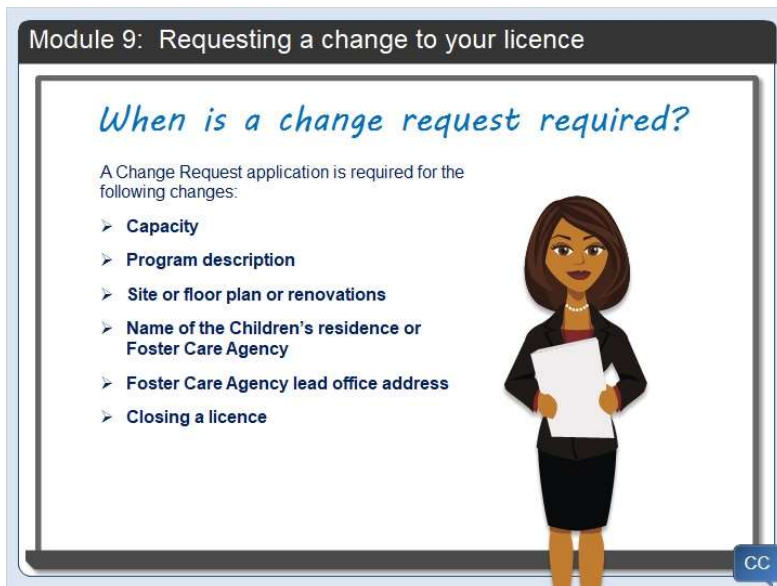 Module 9: Requesting a change to your licence
When is a change request required?
A Change Request application is required for the
following changes:
➢ Capacity
➢ Program description
➢ Site or floor plan or renovations
➢ Name of the Children's residence or
Foster Care Agency
➢ Foster Care Agency lead office address
➢ Closing a licence
CC